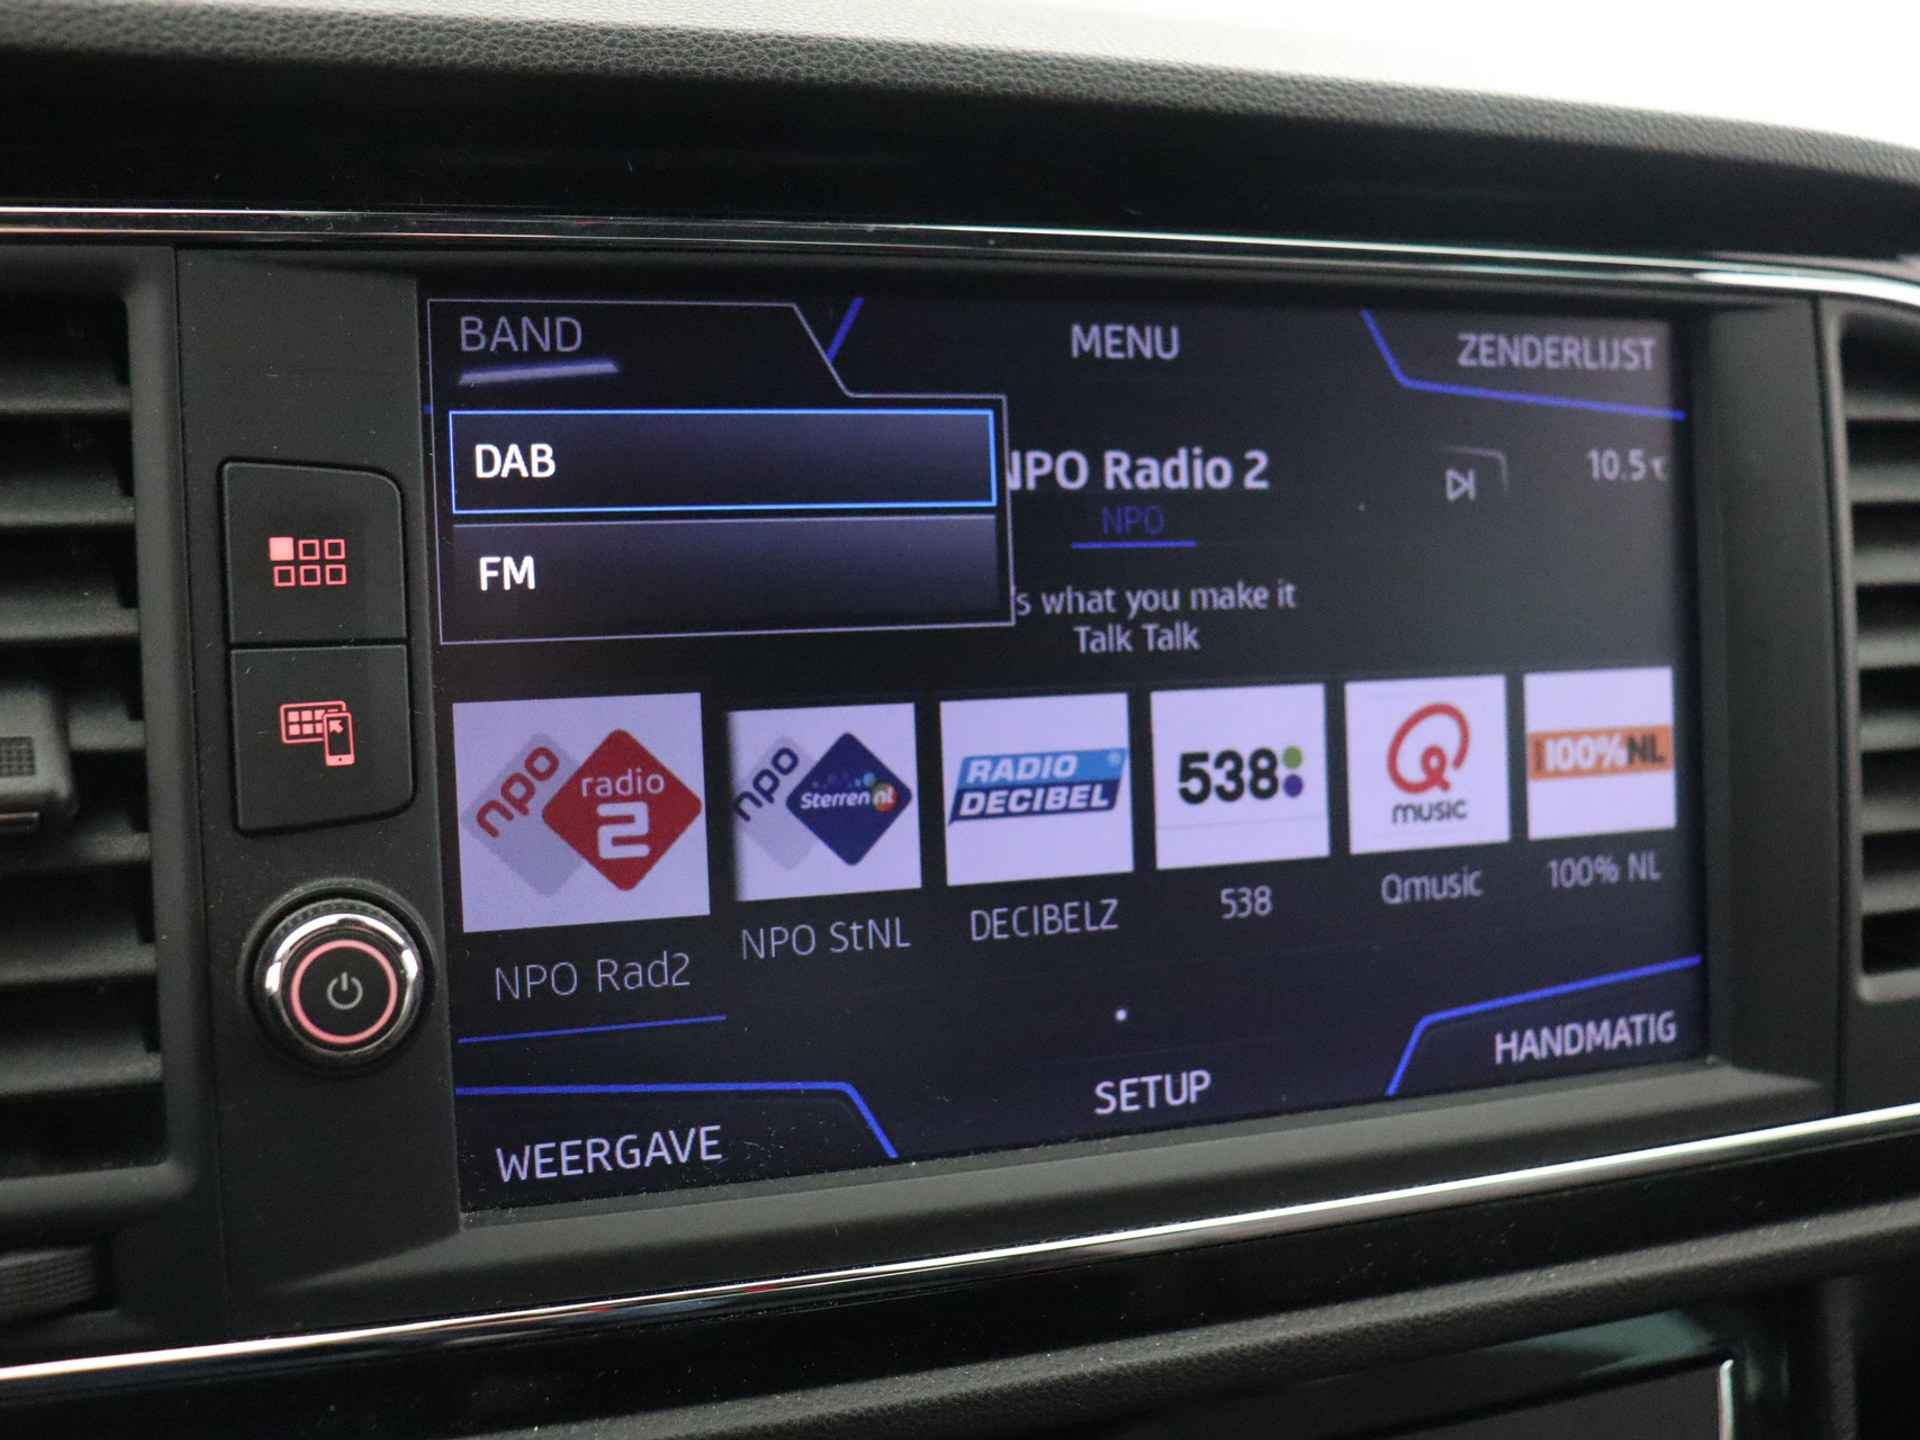 BAND
MENU
ZENDERLIJST
DAB
FM
NPO Radio 2
10.5
NPO
's what you make it
Talk Talk
npo radio 2
npo Sterren nl
RADIO DECIBEL
538
Q music
100%NL
NPO Rad2
NPO StNL
DECIBELZ
538
Qmusic
100% NL
WEERGAVE
SETUP
HANDMATIG